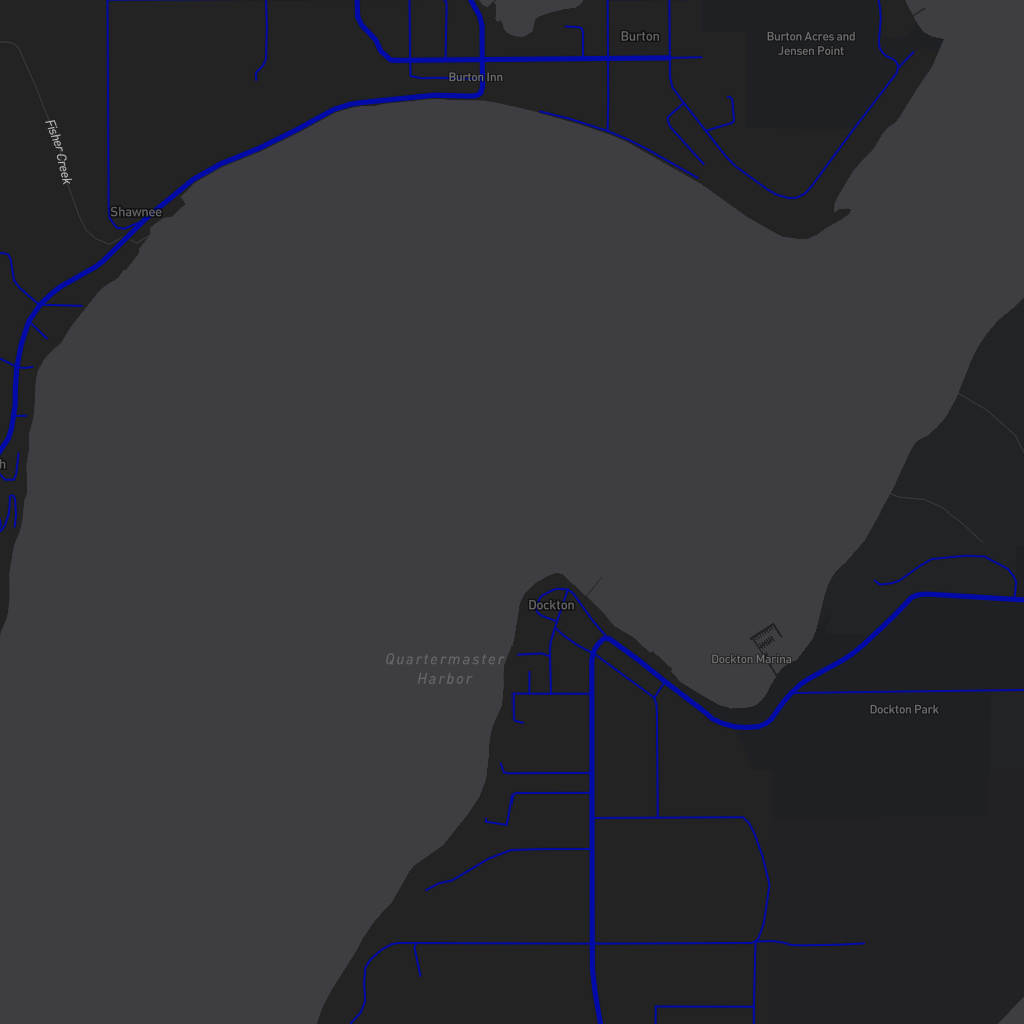 Burton
Burton Acres and
Jensen Point
Burton Inn
Fisher Creek
Shawnee
h
Dockton
Quartermaster
Harbor
Dockton Marina
Dockton Park